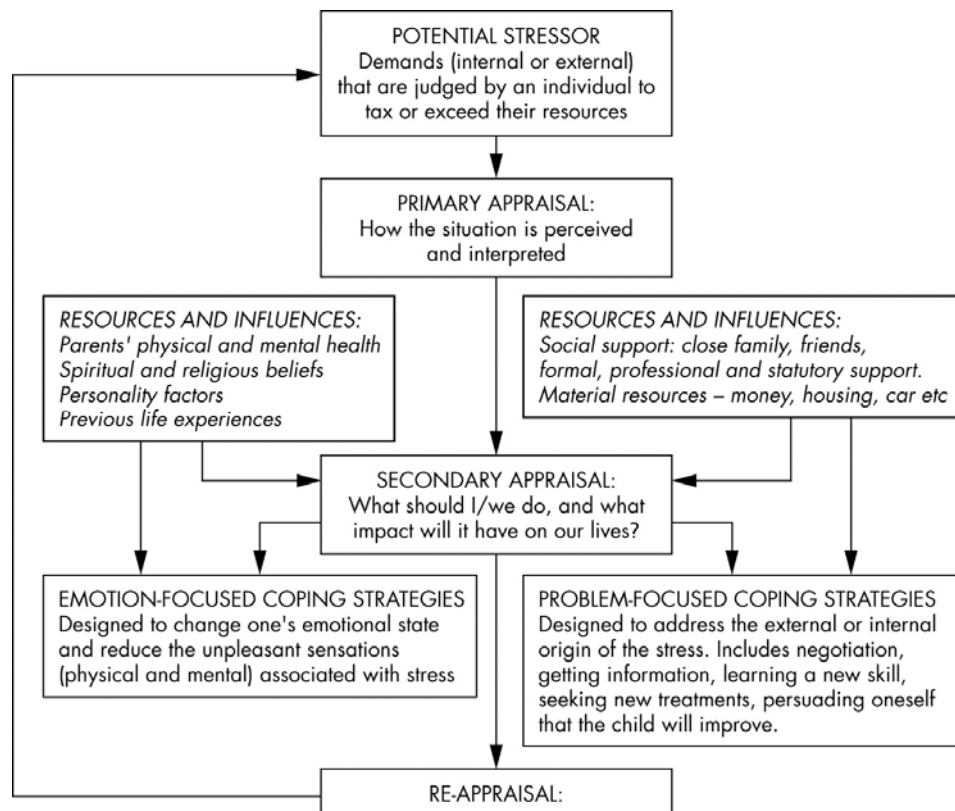 POTENTIAL STRESSOR
Demands (internal or external)
that are judged by an individual to
tax or exceed their resources
PRIMARY APPRAISAL:
How the situation is perceived
and interpreted
RESOURCES AND INFLUENCES:
Parents' physical and mental health
Spiritual and religious beliefs
Personality factors
Previous life experiences
RESOURCES AND INFLUENCES:
Social support: close family, friends,
formal, professional and statutory support.
Material resources – money, housing, car etc
SECONDARY APPRAISAL:
What should I/we do, and what
impact will it have on our lives?
EMOTION-FOCUSED COPING STRATEGIES
Designed to change one's emotional state
and reduce the unpleasant sensations
(physical and mental) associated with stress
PROBLEM-FOCUSED COPING STRATEGIES
Designed to address the external or internal
origin of the stress. Includes negotiation,
getting information, learning a new skill,
seeking new treatments, persuading oneself
that the child will improve.
RE-APPRAISAL: